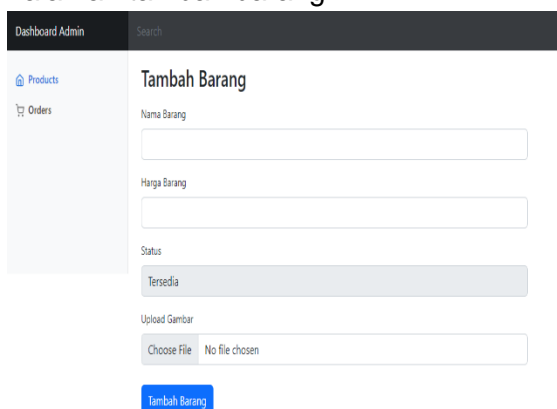 Dashboard Admin
Search
Products
Orders
Tambah Barang
Nama Barang
Harga Barang
Status
Tersedia
Upload Gambar
Choose File No file chosen
Tambah Barang